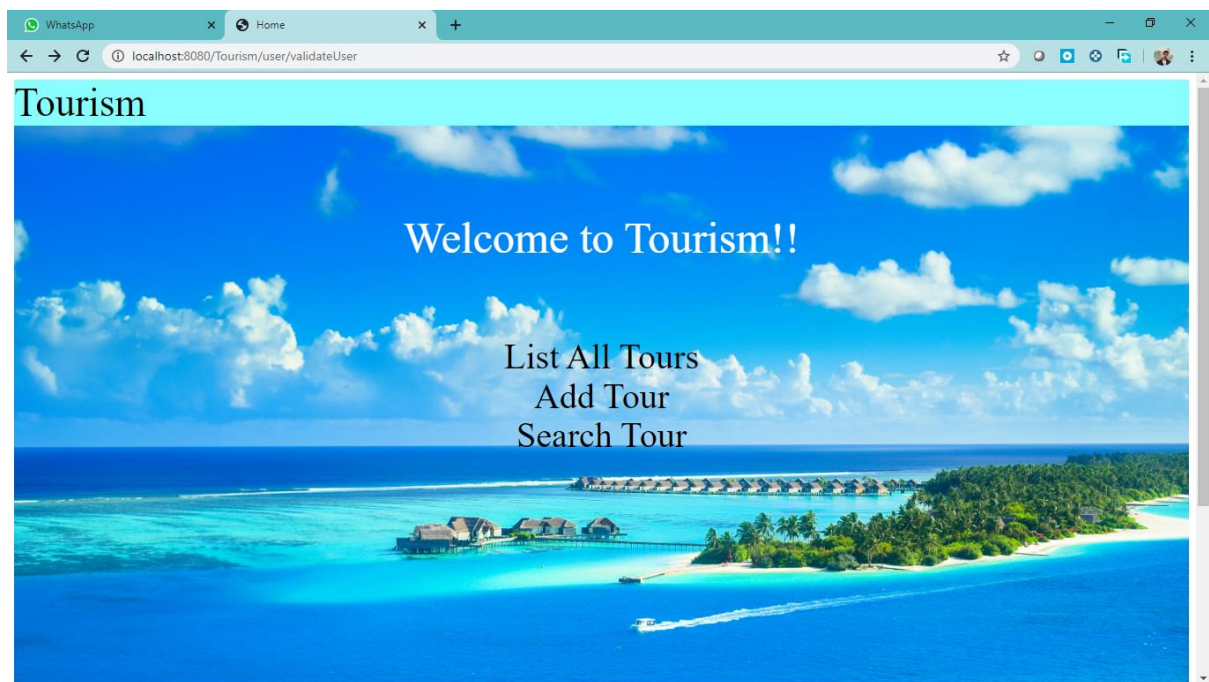 WhatsApp
Home
localhost:8080/Tourism/user/validateUser
Tourism
Welcome to Tourism!!
List All Tours
Add Tour
Search Tour